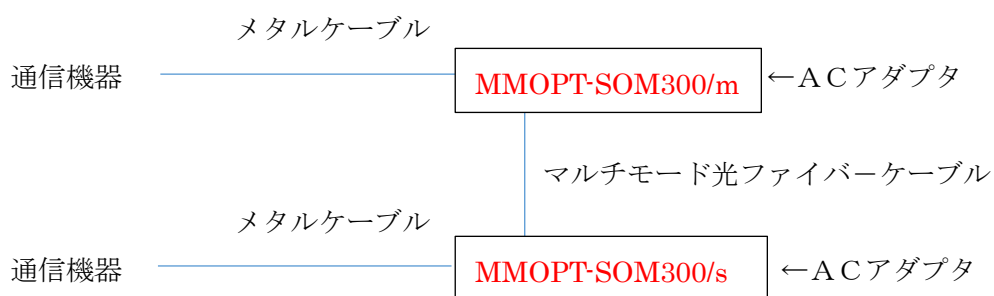 メタルケーブル
通信機器 MMOPT-SOM300/m ←ＡＣアダプタ
マルチモード光ファイバーケーブル
メタルケーブル
通信機器 MMOPT-SOM300/s ←ＡＣアダプタ